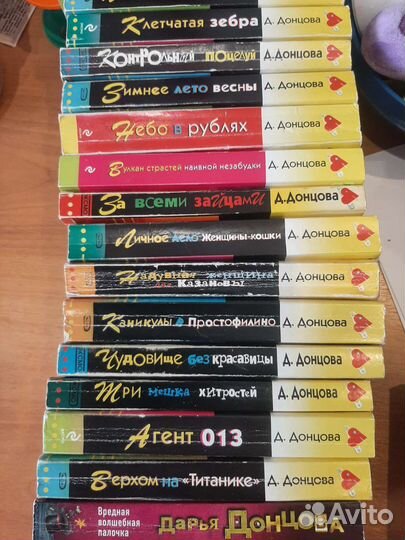 Клетчатая зебра Д. Донцова
Контрольный поцелуй Д. Донцова
Зимнее лето весны Д. Донцова
Небо в рублях Д. Донцова
Вулкан страстей наивной незабудки Д. Донцова
За всеми зайцами Д. Донцова
Личное дело Женщины-кошки Д. Донцова
Надувная женщина для Казановы Д. Донцова
Каникулы в Простофилино Д. Донцова
Чудовище без красавицы Д. Донцова
Три мешка хитростей Д. Донцова
Агент 013 Д. Донцова
Верхом на «Титанике» Д. Донцова
Вредная волшебная палочка Дарья Донцова
Avito